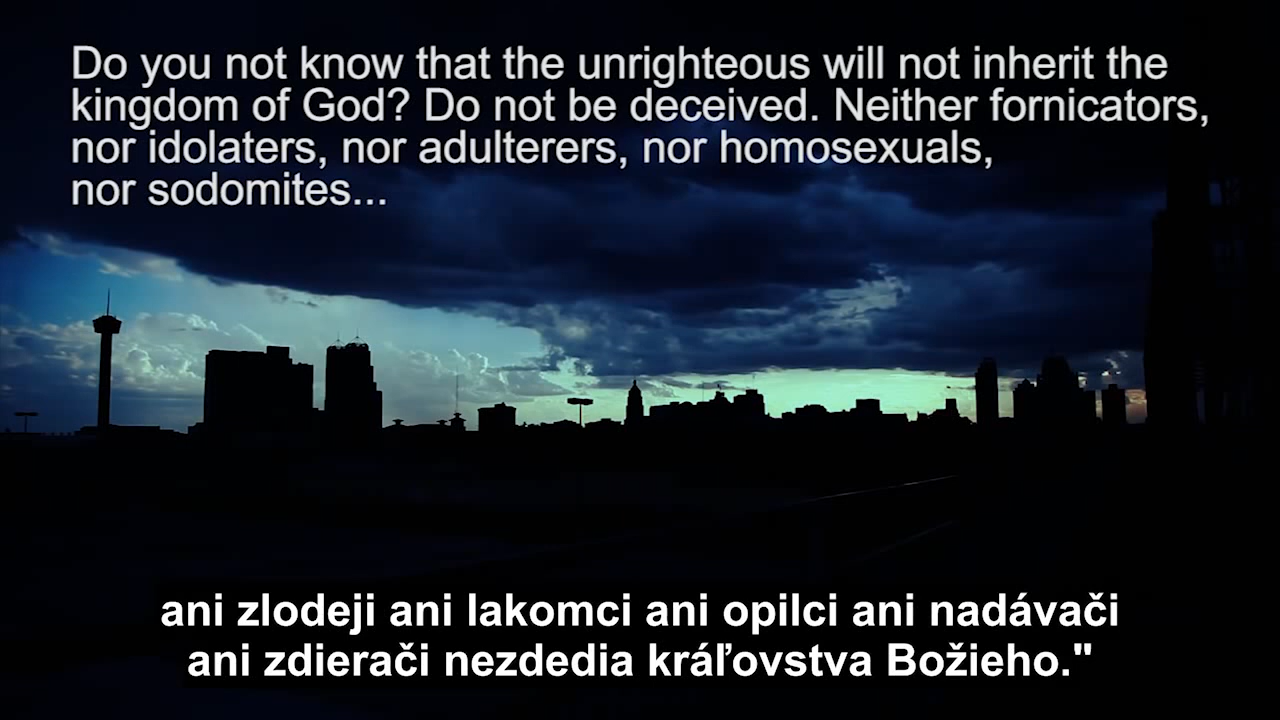 Do you not know that the unrighteous will not inherit the
kingdom of God? Do not be deceived. Neither fornicators,
nor idolaters, nor adulterers, nor homosexuals,
nor sodomites...
ani zlodeji ani lakomci ani opilci ani nadávači
ani zdierači nezdedia kráľovstva Božieho."